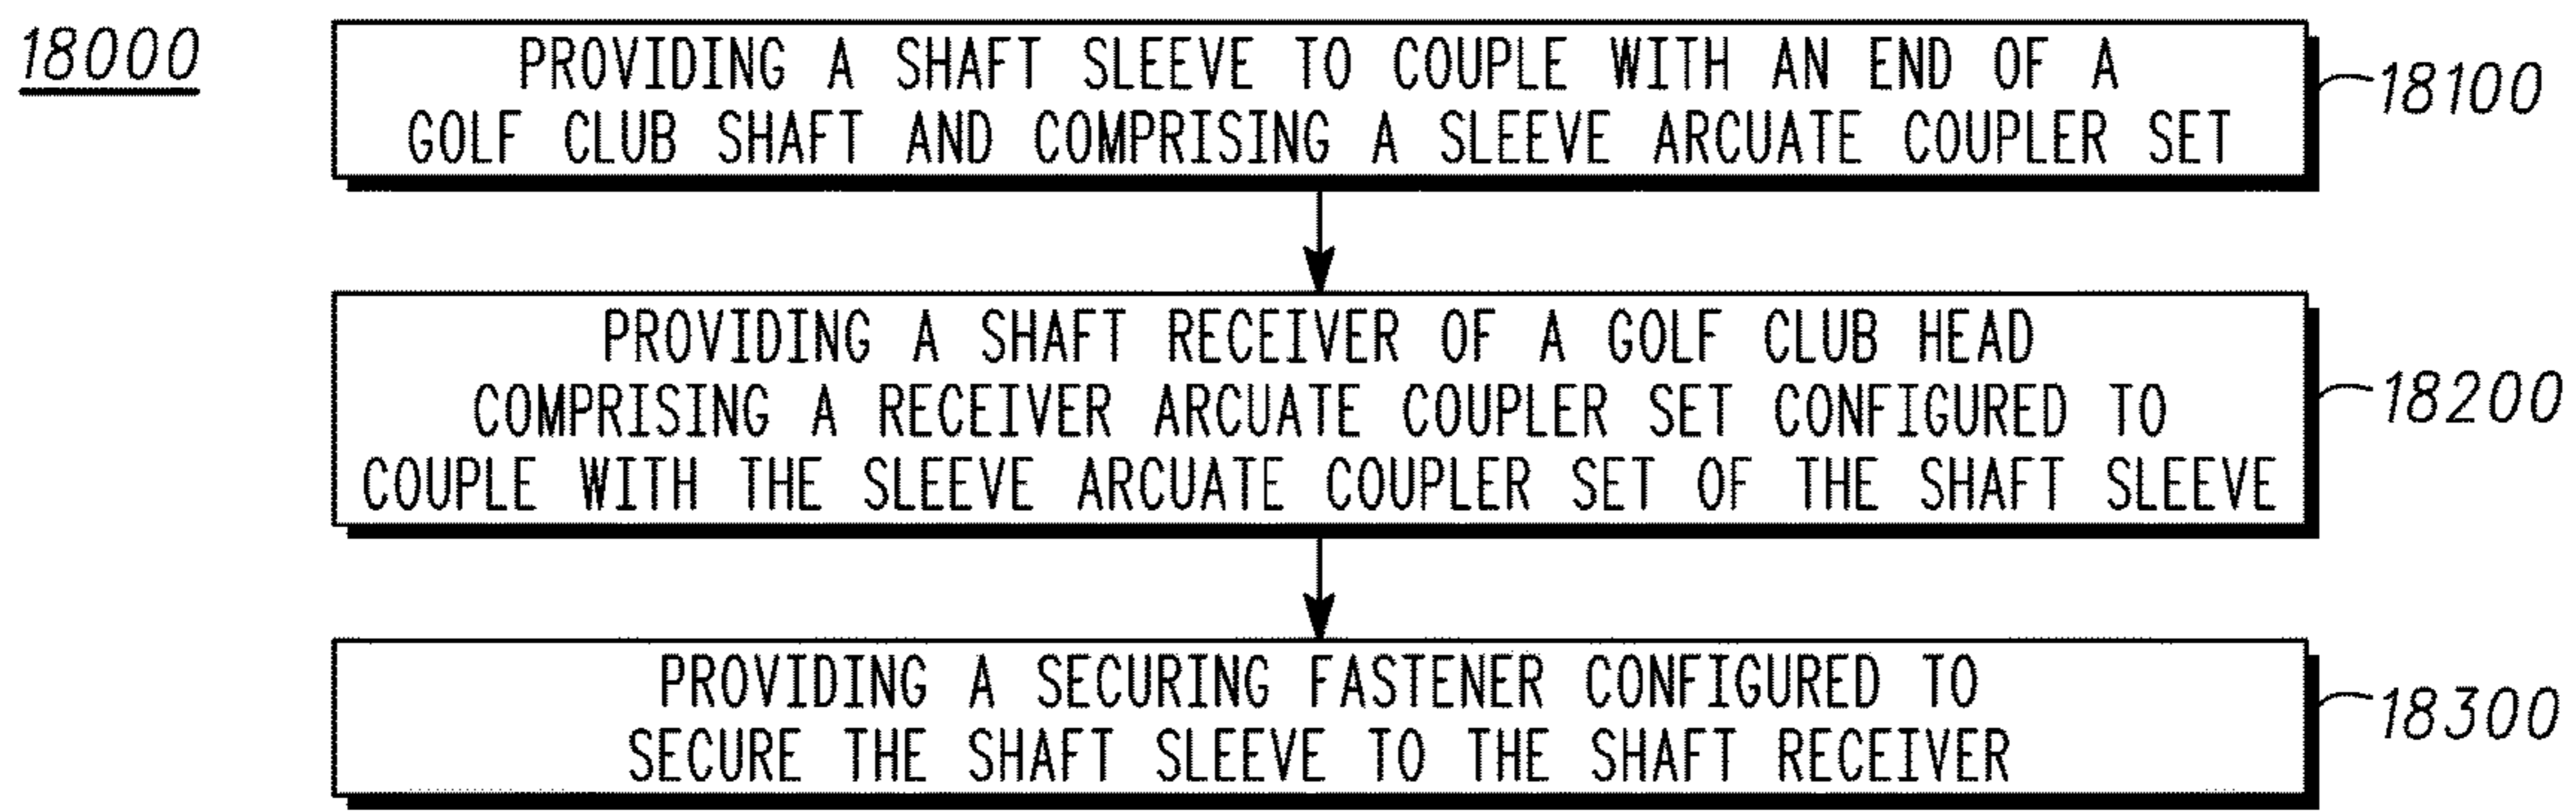 18000
PROVIDING A SHAFT SLEEVE TO COUPLE WITH AN END OF A
GOLF CLUB SHAFT AND COMPRISING A SLEEVE ARCUATE COUPLER SET
18100
PROVIDING A SHAFT RECEIVER OF A GOLF CLUB HEAD
COMPRISING A RECEIVER ARCUATE COUPLER SET CONFIGURED TO
COUPLE WITH THE SLEEVE ARCUATE COUPLER SET OF THE SHAFT SLEEVE
18200
PROVIDING A SECURING FASTENER CONFIGURED TO
SECURE THE SHAFT SLEEVE TO THE SHAFT RECEIVER
18300